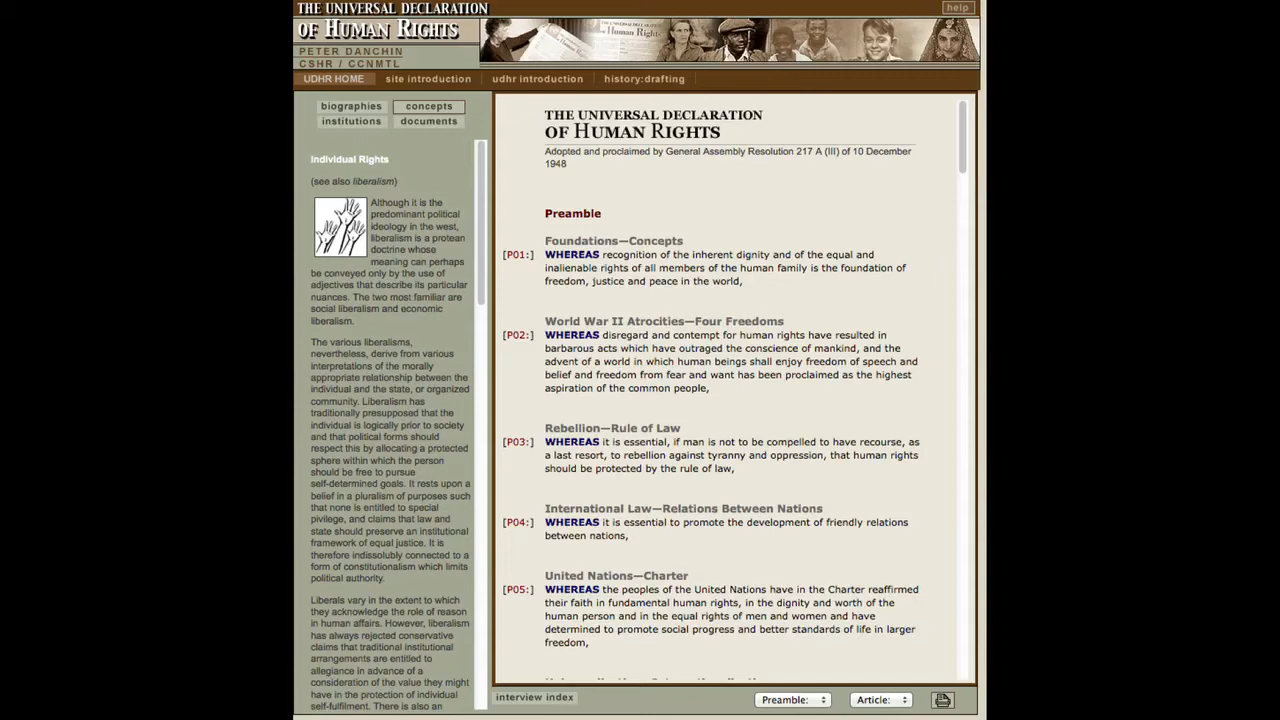 THE UNIVERSAL DECLARATION
OF HUMAN RIGHTS
PETER DANCHIN
CSHR / CCNMTL
help
UDHR HOME
site introduction
udhr introduction
history:drafting
biographies
concepts
institutions
documents
Individual Rights
(see also liberalism)
Although it is the
predominant political
ideology in the west,
liberalism is a protean
doctrine whose
meaning can perhaps
be conveyed only by the use of
adjectives that describe its particular
nuances. The two most familiar are
social liberalism and economic
liberalism.
The various liberalisms,
nevertheless, derive from various
interpretations of the morally
appropriate relationship between the
individual and the state, or organized
community. Liberalism has
traditionally presupposed that the
individual is logically prior to society
and that political forms should
respect this by allocating a protected
sphere within which the person
should be free to pursue
self-determined goals. It rests upon a
belief in a pluralism of purposes such
that none is entitled to special
pivilege, and claims that law and
state should preserve an institutional
framework of equal justice. It is
therefore indissolubly connected to a
form of constitutionalism which limits
political authority.
Liberals vary in the extent to which
they acknowledge the role of reason
in human affairs. However, liberalism
has always rejected conservative
claims that traditional institutional
arrangements are entitled to
allegiance in advance of a
consideration of the value they might
have in the protection of individual
self-fulfilment. There is also an
THE UNIVERSAL DECLARATION
OF HUMAN RIGHTS
Adopted and proclaimed by General Assembly Resolution 217 A (III) of 10 December
1948
Preamble
Foundations—Concepts
[P01:] WHEREAS recognition of the inherent dignity and of the equal and
inalienable rights of all members of the human family is the foundation of
freedom, justice and peace in the world,
World War II Atrocities—Four Freedoms
[P02:] WHEREAS disregard and contempt for human rights have resulted in
barbarous acts which have outraged the conscience of mankind, and the
advent of a world in which human beings shall enjoy freedom of speech and
belief and freedom from fear and want has been proclaimed as the highest
aspiration of the common people,
Rebellion—Rule of Law
[P03:] WHEREAS it is essential, if man is not to be compelled to have recourse, as
a last resort, to rebellion against tyranny and oppression, that human rights
should be protected by the rule of law,
International Law—Relations Between Nations
[P04:] WHEREAS it is essential to promote the development of friendly relations
between nations,
United Nations—Charter
[P05:] WHEREAS the peoples of the United Nations have in the Charter reaffirmed
their faith in fundamental human rights, in the dignity and worth of the
human person and in the equal rights of men and women and have
determined to promote social progress and better standards of life in larger
freedom,
interview index
Preamble:
Article: